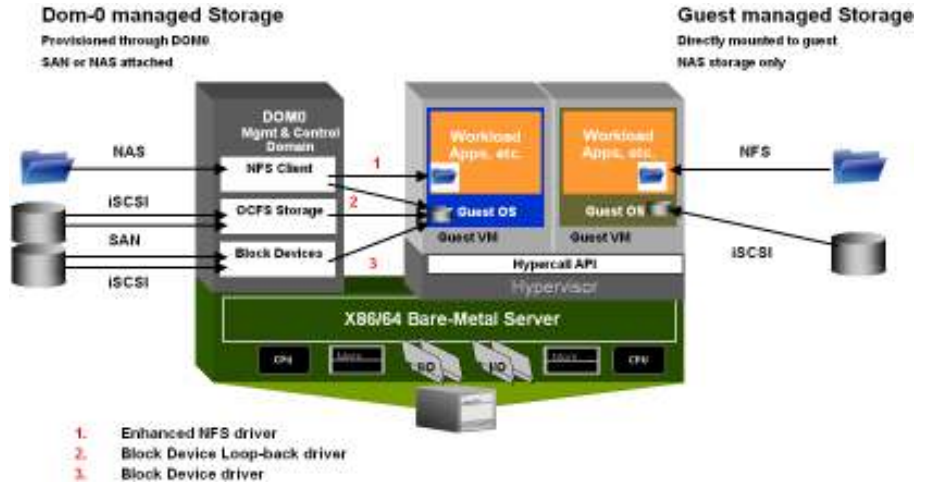 Dom-0 managed Storage
Provisioned through DOM0
SAN or NAS attached
Guest managed Storage
Directly mounted to guest
NAS storage only
DOM0
Mgmt & Control
Domain
NFS Client
OCFS Storage
Block Devices
NAS
iSCSI
SAN
iSCSI
1
2
3
Workload
Apps, etc.
Guest OS
Guest VM
Workload
Apps, etc.
Guest OS
Guest VM
NFS
iSCSI
Hypercall API
Hypervisor
X86/64 Bare-Metal Server
CPU
I/O
I/O
CPU
1. Enhanced NFS driver
2. Block Device Loop-back driver
3. Block Device driver